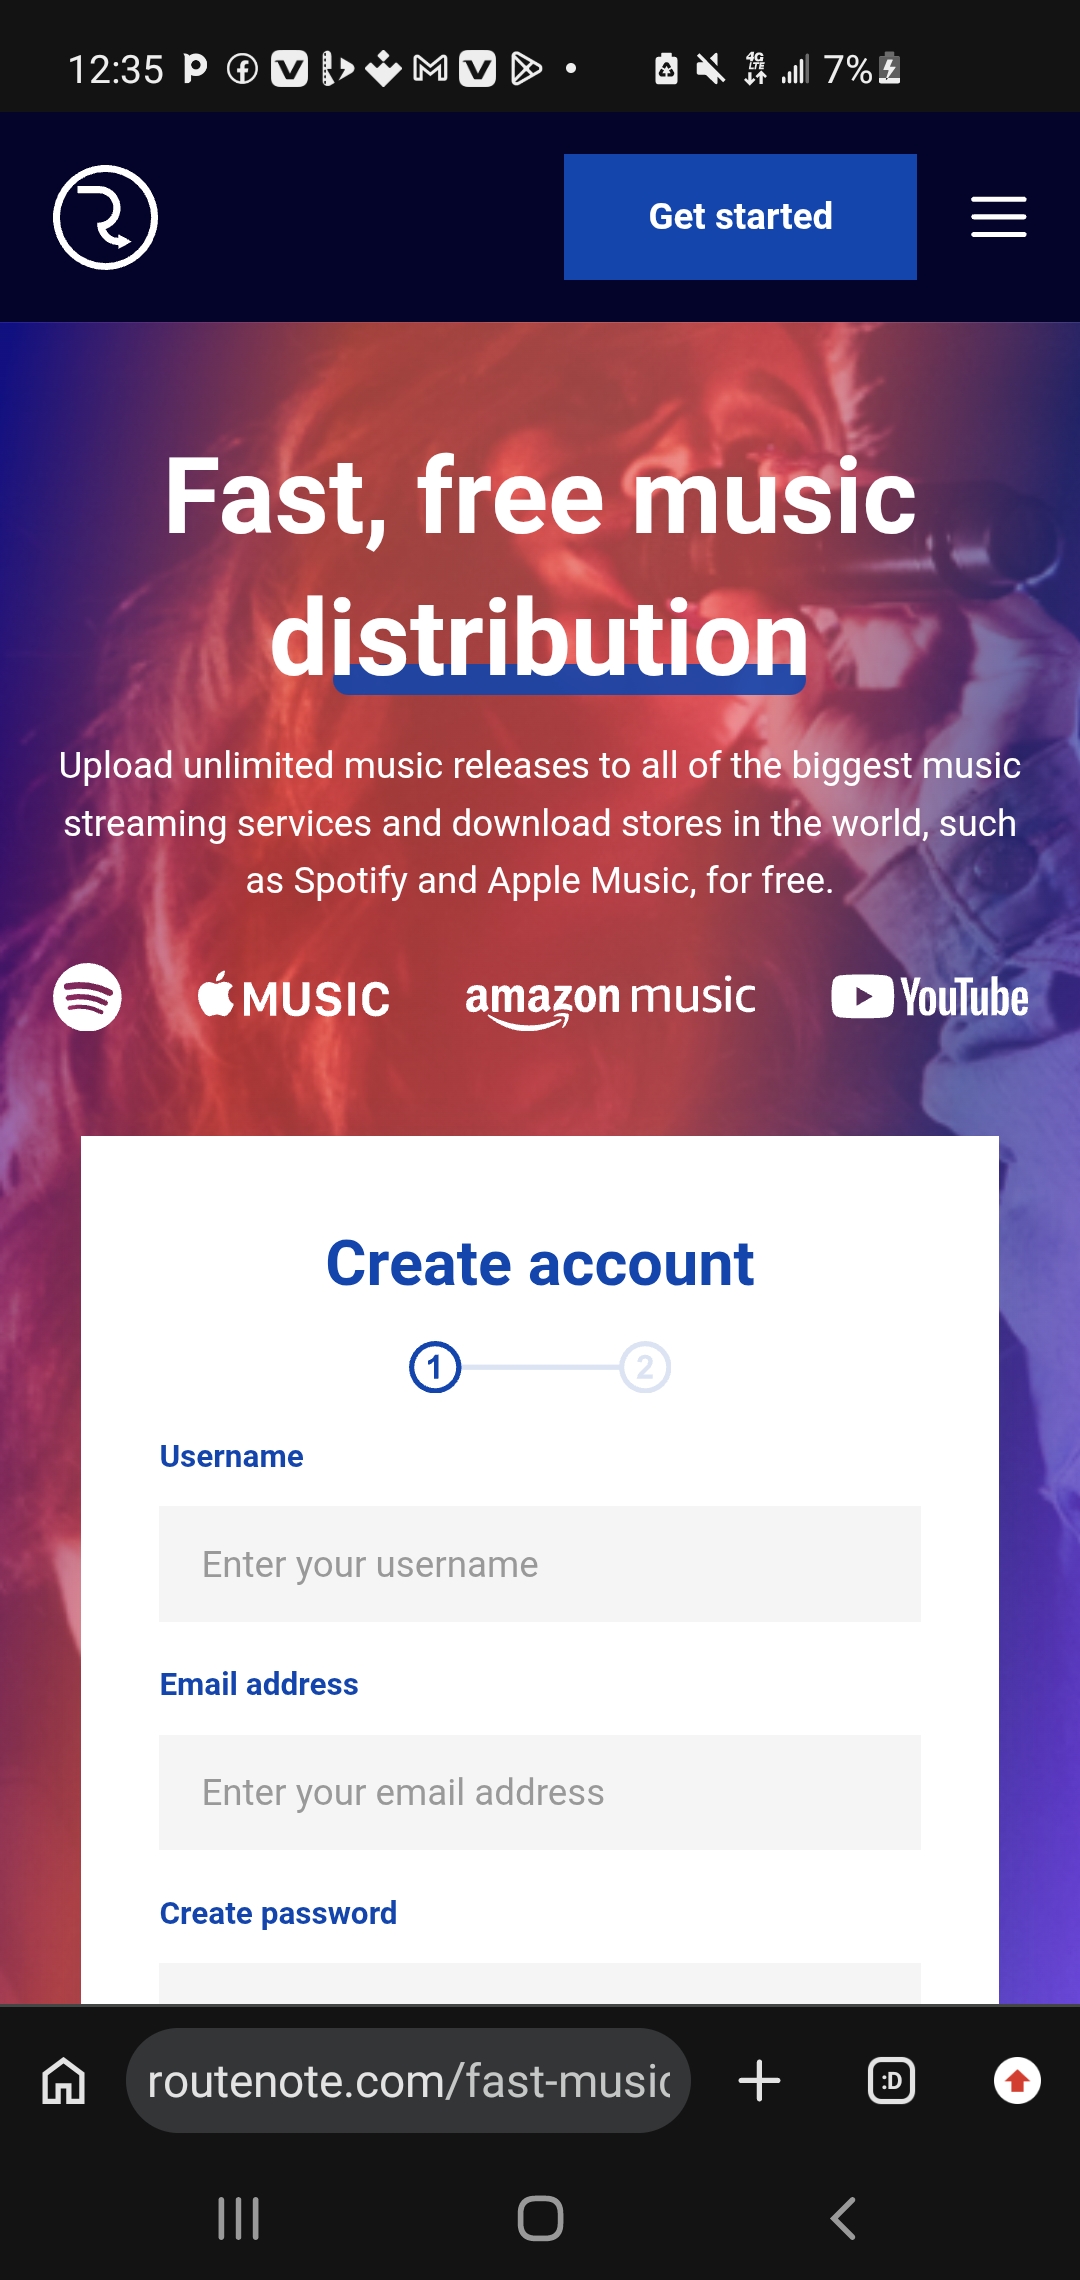 12:35
4G LTE
7%
Get started
Fast, free music
distribution
Upload unlimited music releases to all of the biggest music
streaming services and download stores in the world, such
as Spotify and Apple Music, for free.
MUSIC amazon music YouTube
Create account
1 2
Username
Enter your username
Email address
Enter your email address
Create password
routenote.com/fast-music
:D